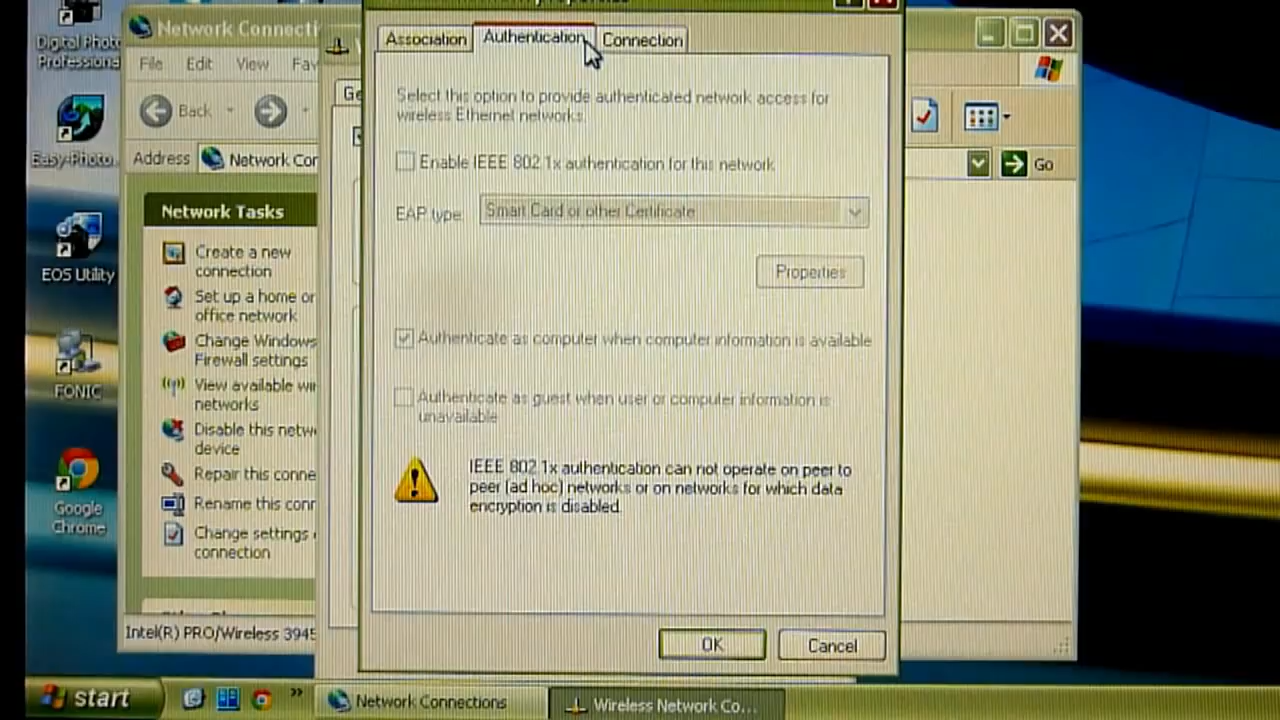 Digital Photo
Professional
Easy-Photo...
EOS Utility
FONIC
Google
Chrome
Network Connecti
File Edit View Fav
Back
Address Network Cor
Go
Network Tasks
Create a new
connection
Set up a home or
office network
Change Windows
Firewall settings
View available wir
networks
Disable this netw
device
Repair this conne
Rename this conr
Change settings
connection
Intel(R) PRO/Wireless 3945
Ge
Association Authentication Connection
Select this option to provide authenticated network access for
wireless Ethernet networks.
Enable IEEE 802.1x authentication for this network
EAP type: Smart Card or other Certificate
Properties
Authenticate as computer when computer information is available
Authenticate as guest when user or computer information is
unavailable
IEEE 802.1x authentication can not operate on peer to
peer (ad hoc) networks or on networks for which data
encryption is disabled.
OK Cancel
start » Network Connections Wireless Network Co...